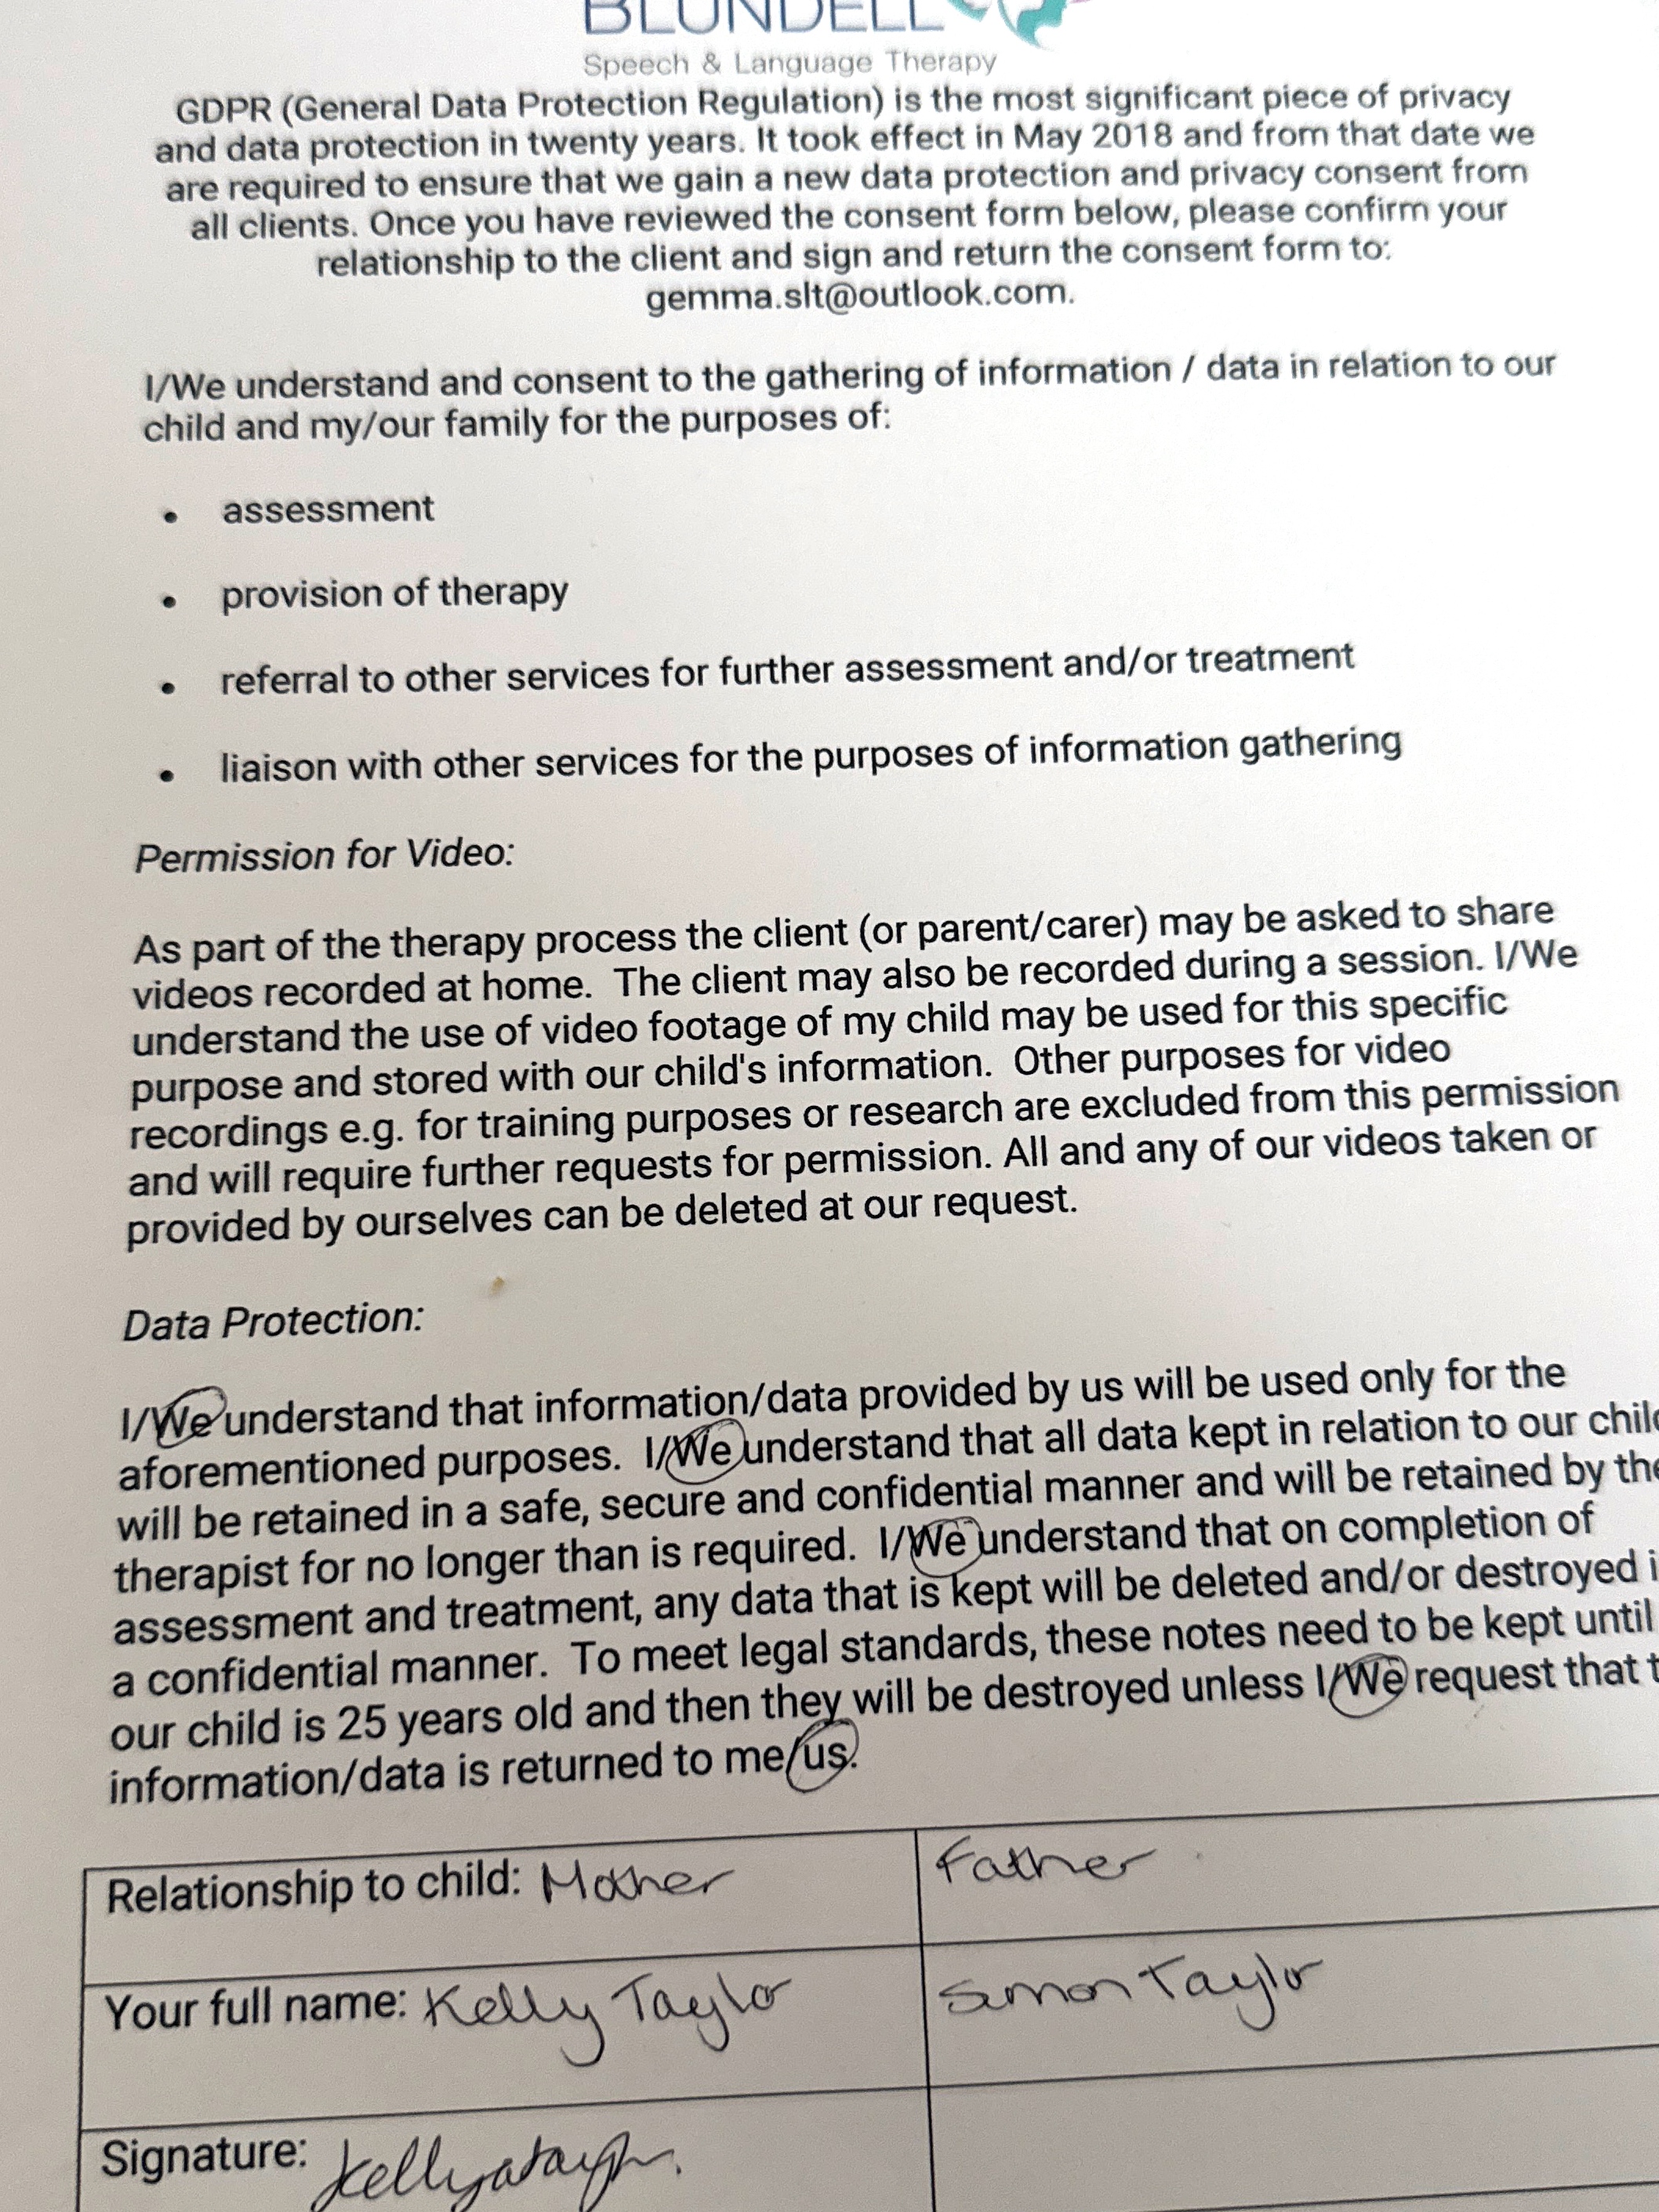 BLUNDELL
Speech & Language Therapy
GDPR (General Data Protection Regulation) is the most significant piece of privacy
and data protection in twenty years. It took effect in May 2018 and from that date we
are required to ensure that we gain a new data protection and privacy consent from
all clients. Once you have reviewed the consent form below, please confirm your
relationship to the client and sign and return the consent form to:
gemma.slt@outlook.com.
I/We understand and consent to the gathering of information / data in relation to our
child and my/our family for the purposes of:
• assessment
• provision of therapy
• referral to other services for further assessment and/or treatment
• liaison with other services for the purposes of information gathering
Permission for Video:
As part of the therapy process the client (or parent/carer) may be asked to share
videos recorded at home. The client may also be recorded during a session. I/We
understand the use of video footage of my child may be used for this specific
purpose and stored with our child's information. Other purposes for video
recordings e.g. for training purposes or research are excluded from this permission
and will require further requests for permission. All and any of our videos taken or
provided by ourselves can be deleted at our request.
Data Protection:
I/We understand that information/data provided by us will be used only for the
aforementioned purposes. I/We understand that all data kept in relation to our chil
will be retained in a safe, secure and confidential manner and will be retained by the
therapist for no longer than is required. I/We understand that on completion of
assessment and treatment, any data that is kept will be deleted and/or destroyed i
a confidential manner. To meet legal standards, these notes need to be kept until
our child is 25 years old and then they will be destroyed unless I/We request that t
information/data is returned to me/us.
Relationship to child: Mother Father
Your full name: Kelly Taylor Simon Taylor
Signature: Kellyataylor.